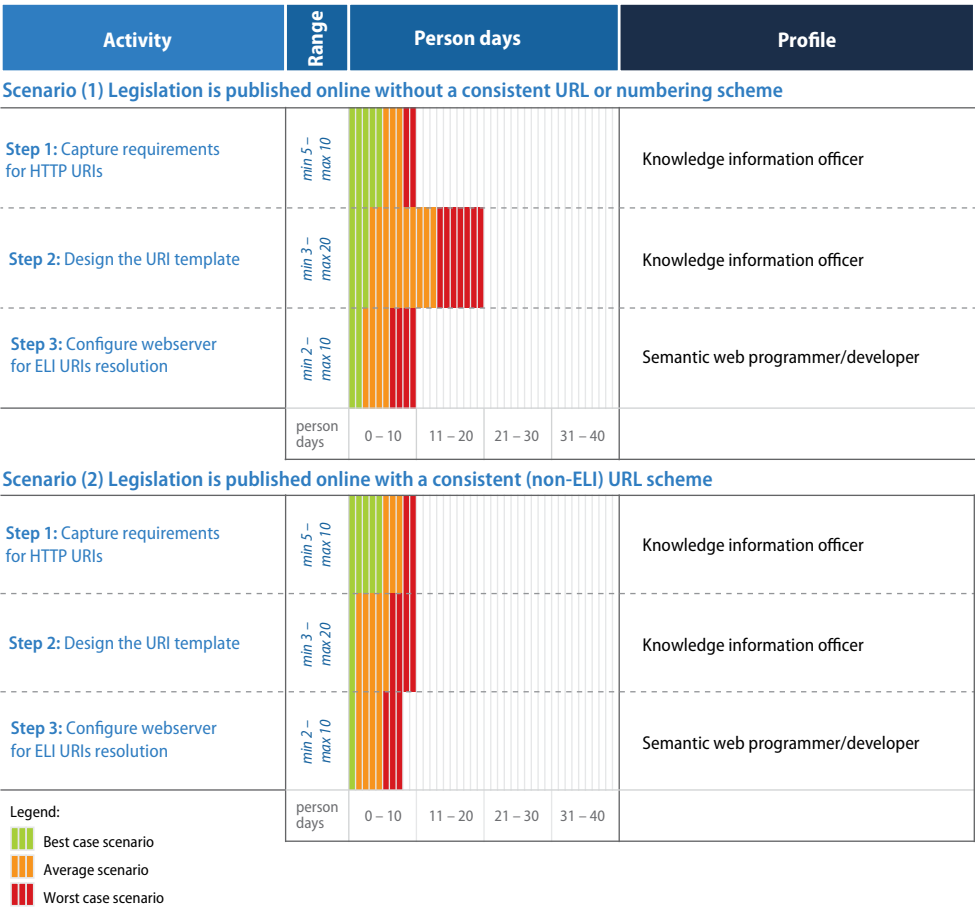 Activity
Range
Person days
Profile
Scenario (1) Legislation is published online without a consistent URL or numbering scheme
Step 1: Capture requirements
for HTTP URIs
min 5 –
max 10
Knowledge information officer
Step 2: Design the URI template
min 3 –
max 20
Knowledge information officer
Step 3: Configure webserver
for ELI URIs resolution
min 2 –
max 10
Semantic web programmer/developer
person
days
0 – 10
11 – 20
21 – 30
31 – 40
Scenario (2) Legislation is published online with a consistent (non-ELI) URL scheme
Step 1: Capture requirements
for HTTP URIs
min 5 –
max 10
Knowledge information officer
Step 2: Design the URI template
min 3 –
max 20
Knowledge information officer
Step 3: Configure webserver
for ELI URIs resolution
min 2 –
max 10
Semantic web programmer/developer
person
days
0 – 10
11 – 20
21 – 30
31 – 40
Legend:
Best case scenario
Average scenario
Worst case scenario